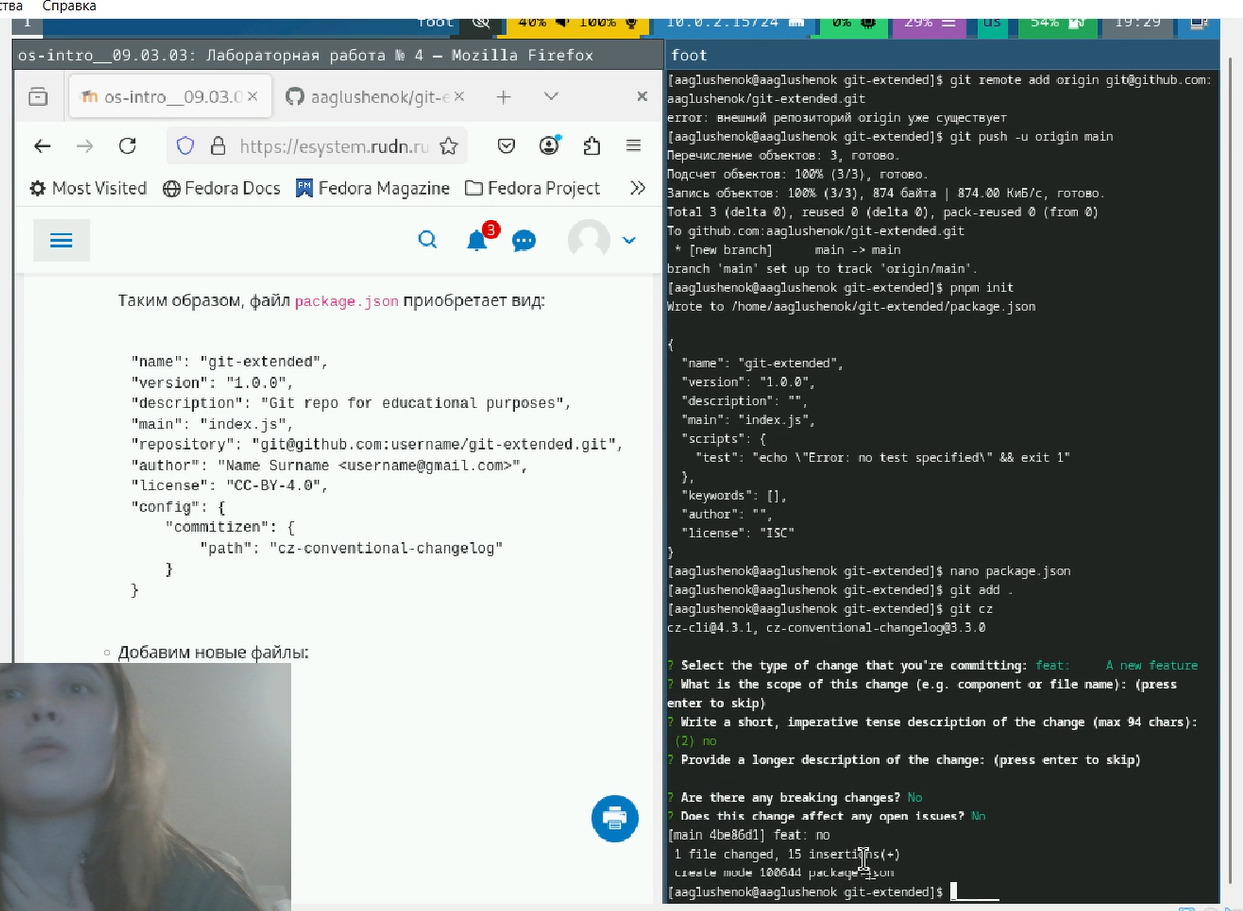 ства Справка
1 foot 40% 100% 10.0.2.15/24 0% 29% us 54% 19:29
os-intro__09.03.03: Лабораторная работа № 4 — Mozilla Firefox
os-intro__09.03.0 aaglushenok/git-e
https://esystem.rudn.ru
Most Visited Fedora Docs Fedora Magazine Fedora Project
3
Таким образом, файл package.json приобретает вид:
"name": "git-extended",
"version": "1.0.0",
"description": "Git repo for educational purposes",
"main": "index.js",
"repository": "git@github.com:username/git-extended.git",
"author": "Name Surname <username@gmail.com>",
"license": "CC-BY-4.0",
"config": {
"commitizen": {
"path": "cz-conventional-changelog"
}
}
Добавим новые файлы:
foot
[aaglushenok@aaglushenok git-extended]$ git remote add origin git@github.com:
aaglushenok/git-extended.git
error: внешний репозиторий origin уже существует
[aaglushenok@aaglushenok git-extended]$ git push -u origin main
Перечисление объектов: 3, готово.
Подсчет объектов: 100% (3/3), готово.
Запись объектов: 100% (3/3), 874 байта | 874.00 КиБ/с, готово.
Total 3 (delta 0), reused 0 (delta 0), pack-reused 0 (from 0)
To github.com:aaglushenok/git-extended.git
* [new branch] main -> main
branch 'main' set up to track 'origin/main'.
[aaglushenok@aaglushenok git-extended]$ pnpm init
Wrote to /home/aaglushenok/git-extended/package.json
{
"name": "git-extended",
"version": "1.0.0",
"description": "",
"main": "index.js",
"scripts": {
"test": "echo \"Error: no test specified\" && exit 1"
},
"keywords": [],
"author": "",
"license": "ISC"
}
[aaglushenok@aaglushenok git-extended]$ nano package.json
[aaglushenok@aaglushenok git-extended]$ git add .
[aaglushenok@aaglushenok git-extended]$ git cz
cz-cli@4.3.1, cz-conventional-changelog@3.3.0
? Select the type of change that you're committing: feat: A new feature
? What is the scope of this change (e.g. component or file name): (press
enter to skip)
? Write a short, imperative tense description of the change (max 94 chars):
(2) no
? Provide a longer description of the change: (press enter to skip)
? Are there any breaking changes? No
? Does this change affect any open issues? No
[main 4be86d1] feat: no
1 file changed, 15 insertions(+)
create mode 100644 package.json
[aaglushenok@aaglushenok git-extended]$